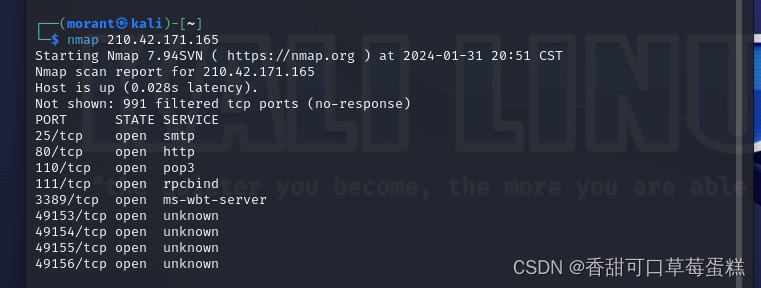 ┌──(morant㉿kali)-[~]
└─$ nmap 210.42.171.165
Starting Nmap 7.94SVN ( https://nmap.org ) at 2024-01-31 20:51 CST
Nmap scan report for 210.42.171.165
Host is up (0.028s latency).
Not shown: 991 filtered tcp ports (no-response)
PORT      STATE SERVICE
25/tcp    open  smtp
80/tcp    open  http
110/tcp   open  pop3
111/tcp   open  rpcbind
3389/tcp  open  ms-wbt-server
49153/tcp open  unknown
49154/tcp open  unknown
49155/tcp open  unknown
49156/tcp open  unknown
KALI LINU
you become, the more you are able
CSDN @香甜可口草莓蛋糕